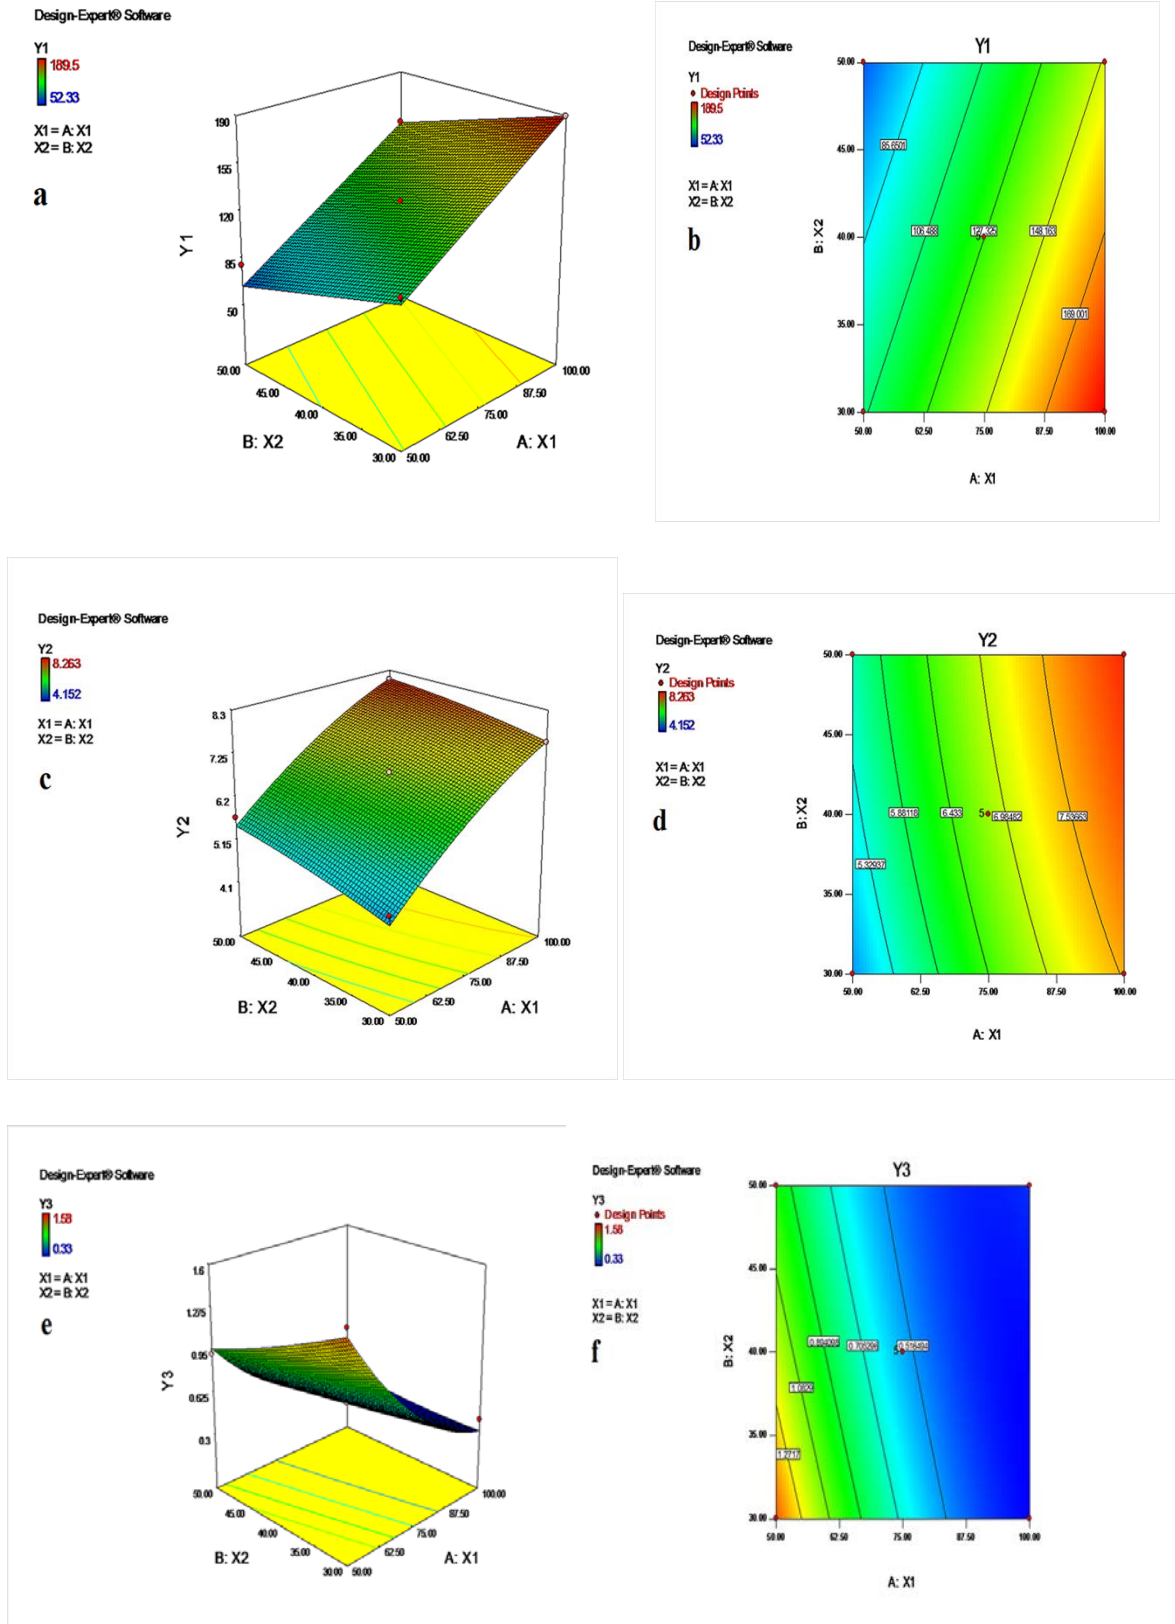 Design-Expert® Software
Y1
189.5
52.33
X1 = A: X1
X2 = B: X2
a
190
155
120
85
50
Y1
50.00
45.00
40.00
35.00
30.00
B: X2
50.00
62.50
75.00
87.50
100.00
A: X1
Design-Expert® Software
Y1
Y1
Design Points
189.5
52.33
X1 = A: X1
X2 = B: X2
b
50.00
45.00
40.00
35.00
30.00
B: X2
85.6501
106.488
127.325
148.163
169.001
5
50.00
62.50
75.00
87.50
100.00
A: X1
Design-Expert® Software
Y2
8.263
4.152
X1 = A: X1
X2 = B: X2
c
8.3
7.25
6.2
5.15
4.1
Y2
50.00
45.00
40.00
35.00
30.00
B: X2
50.00
62.50
75.00
87.50
100.00
A: X1
Design-Expert® Software
Y2
Y2
Design Points
8.263
4.152
X1 = A: X1
X2 = B: X2
d
50.00
45.00
40.00
35.00
30.00
B: X2
5.32937
5.88118
6.433
6.98482
7.53663
5
50.00
62.50
75.00
87.50
100.00
A: X1
Design-Expert® Software
Y3
1.58
0.33
X1 = A: X1
X2 = B: X2
e
1.6
1.275
0.95
0.625
0.3
Y3
50.00
45.00
40.00
35.00
30.00
B: X2
50.00
62.50
75.00
87.50
100.00
A: X1
Design-Expert® Software
Y3
Y3
Design Points
1.58
0.33
X1 = A: X1
X2 = B: X2
f
50.00
45.00
40.00
35.00
30.00
B: X2
0.894098
0.705296
0.516494
1.0829
1.2717
5
50.00
62.50
75.00
87.50
100.00
A: X1